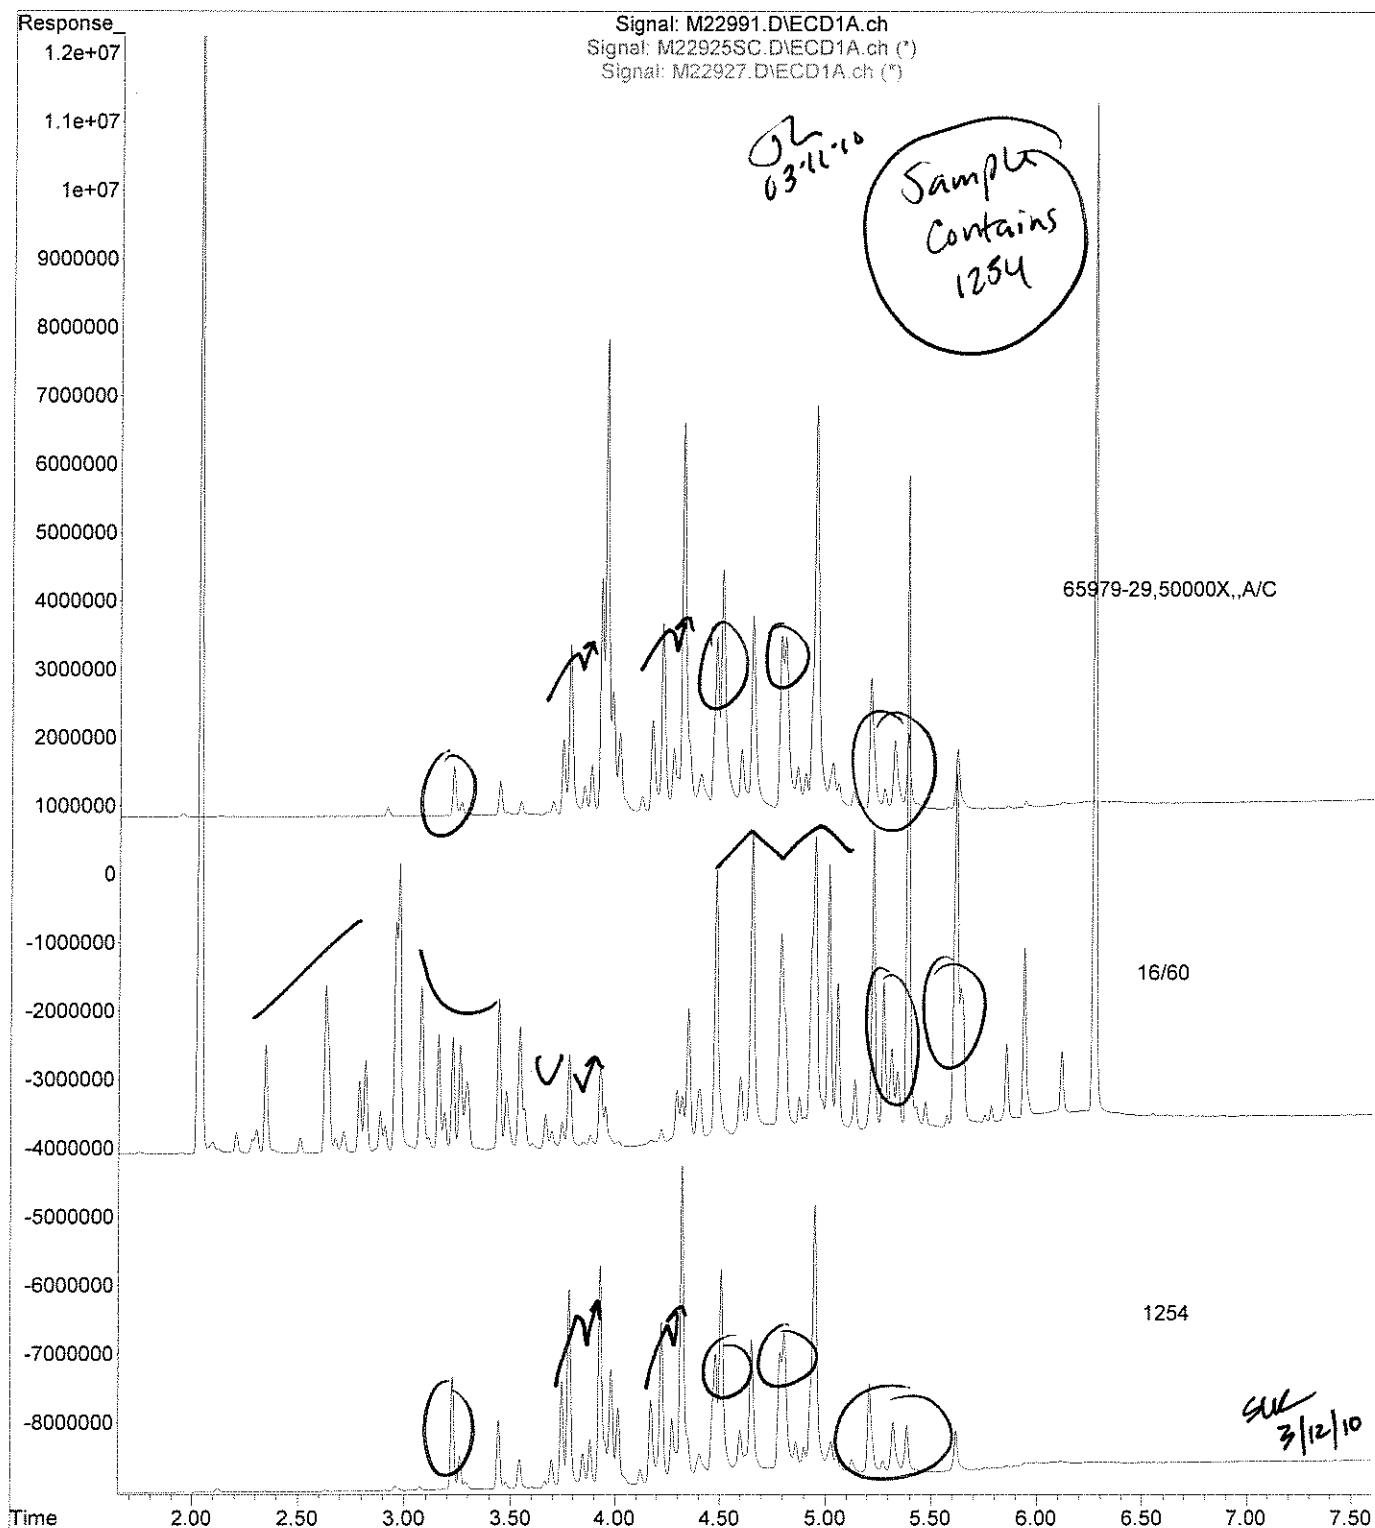 Response_
Signal: M22991.D\ECD1A.ch
Signal: M22925SC.D\ECD1A.ch (*)
Signal: M22927.D\ECD1A.ch (*)
1.2e+07
1.1e+07
1e+07
9000000
8000000
7000000
6000000
5000000
4000000
3000000
2000000
1000000
0
-1000000
-2000000
-3000000
-4000000
-5000000
-6000000
-7000000
-8000000
03-11-10
Sample
Contains
1254
65979-29,50000X,,A/C
16/60
1254
3/12/10
Time
2.00 2.50 3.00 3.50 4.00 4.50 5.00 5.50 6.00 6.50 7.00 7.50